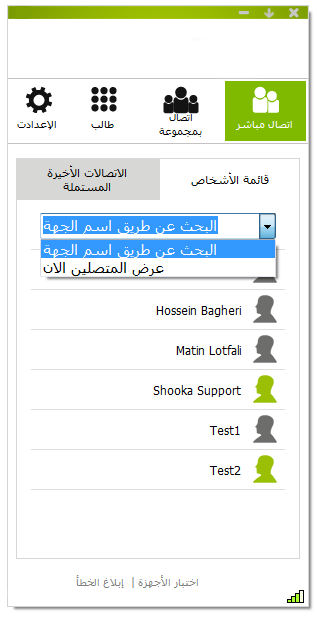 اتصال مباشر
اتصال
بمجموعة
طالب
الإعدادت
قائمة الأشخاص
الاتصالات الأخيرة
المستملة
البحث عن طريق اسم الجهة
البحث عن طريق اسم الجهة
عرض المتصلين الان
Hossein Bagheri
Matin Lotfali
Shooka Support
Test1
Test2
اختبار الأجهزة | إبلاغ الخطأ